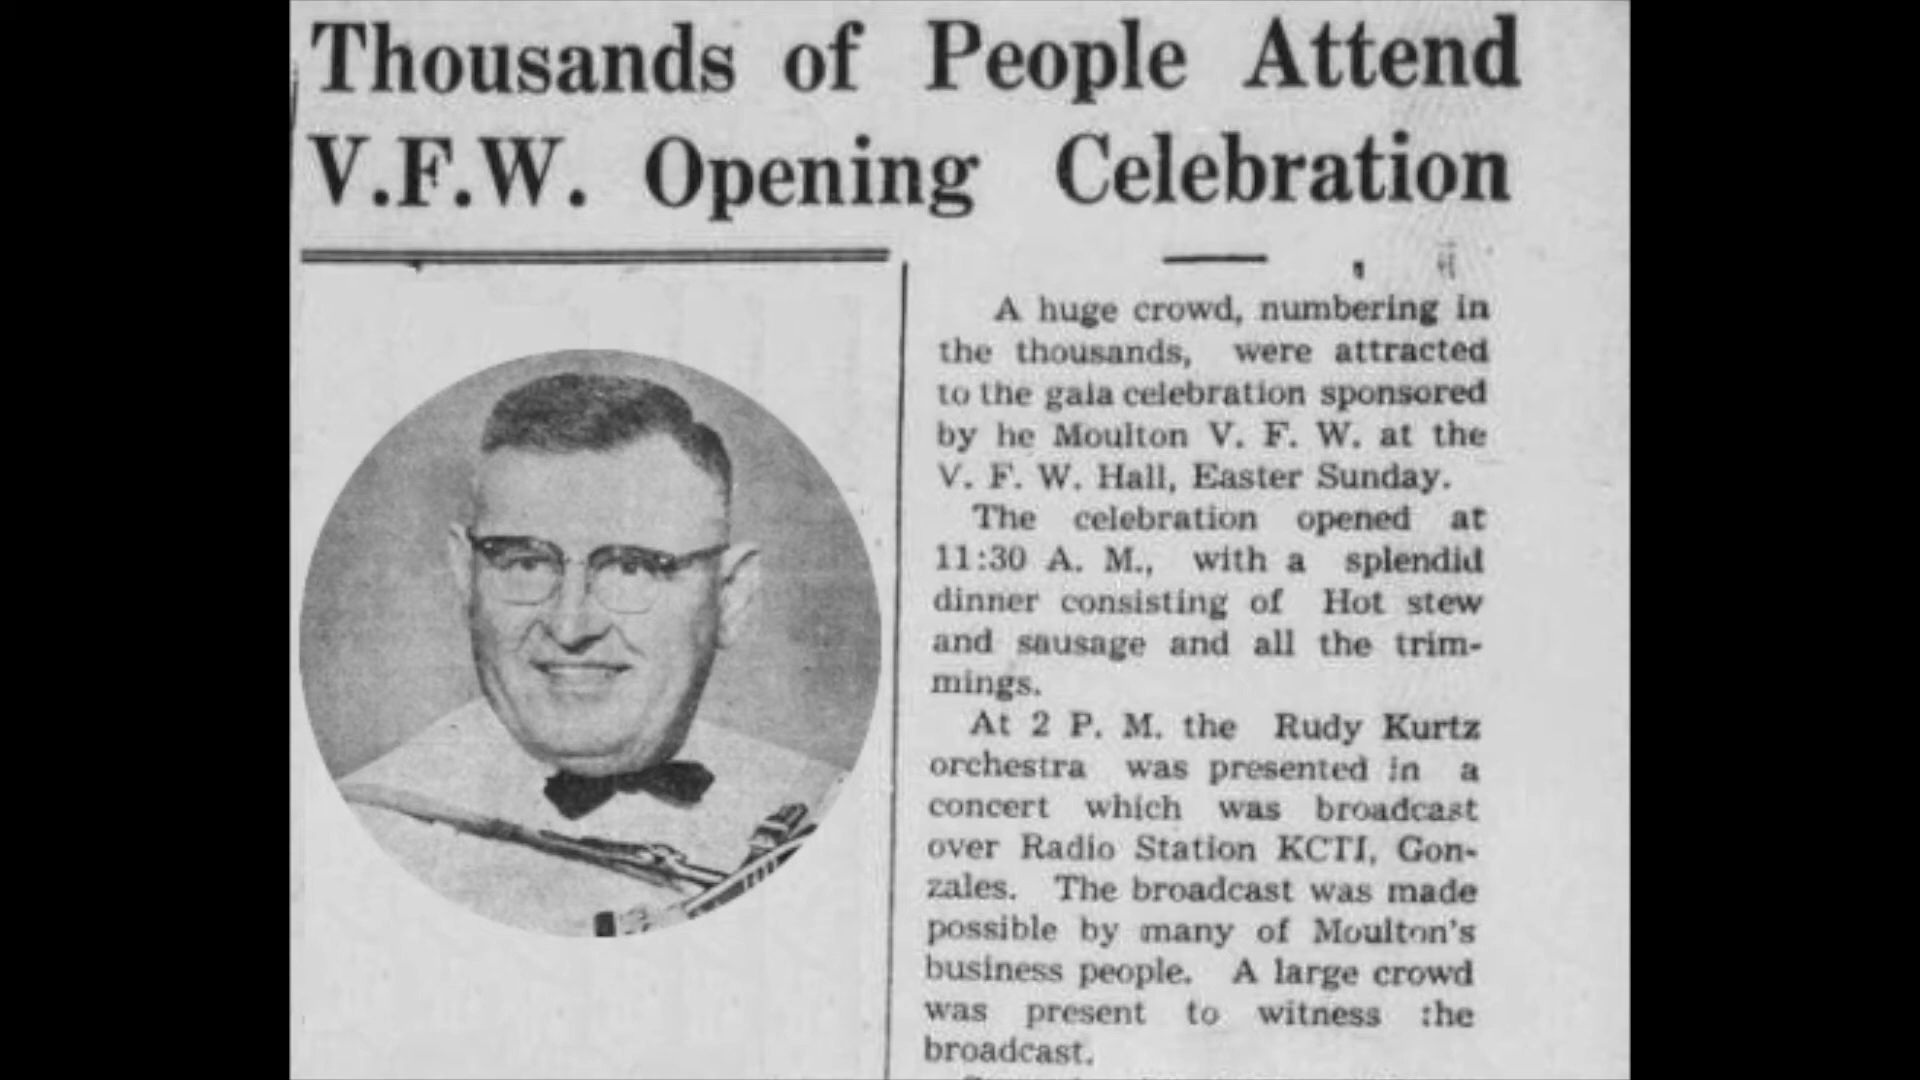 Thousands of People Attend
V.F.W. Opening Celebration
A huge crowd, numbering in
the thousands, were attracted
to the gala celebration sponsored
by he Moulton V. F. W. at the
V. F. W. Hall, Easter Sunday.
The celebration opened at
11:30 A. M., with a splendid
dinner consisting of Hot stew
and sausage and all the trim-
mings.
At 2 P. M. the Rudy Kurtz
orchestra was presented in a
concert which was broadcast
over Radio Station KCTI, Gon-
zales. The broadcast was made
possible by many of Moulton's
business people. A large crowd
was present to witness the
broadcast.